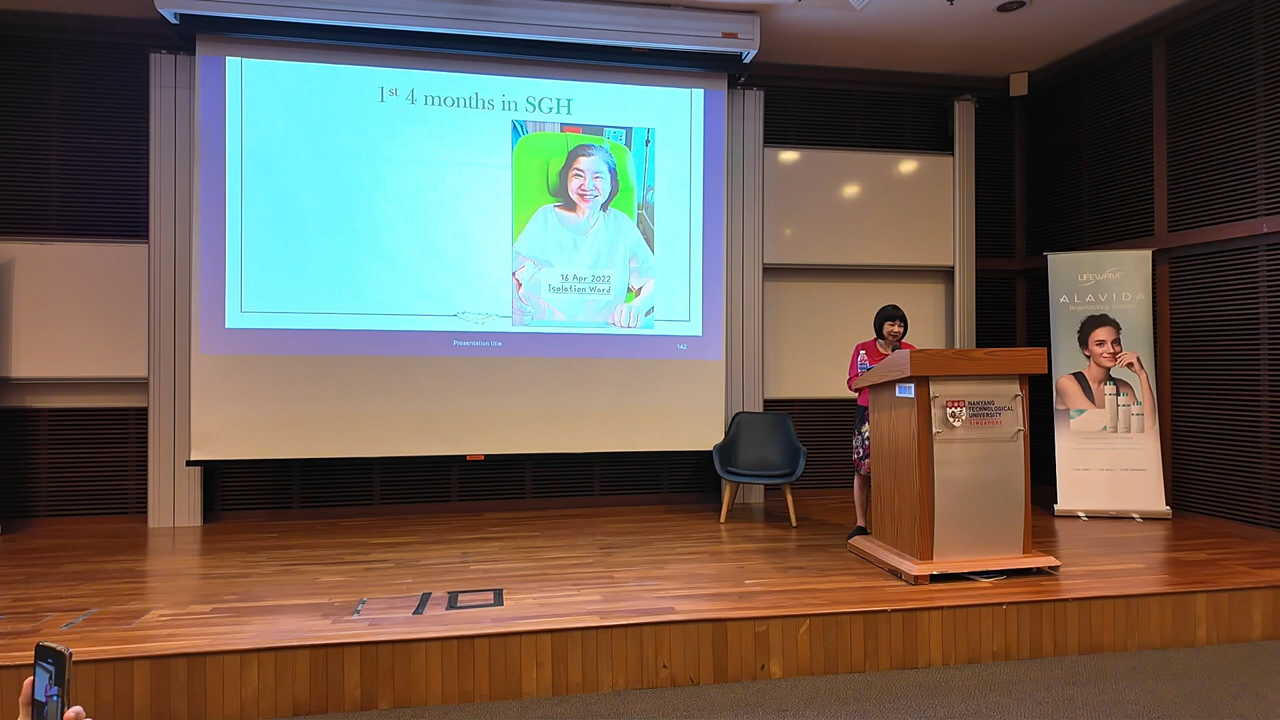 1st 4 months in SGH
16 Apr 2022
Isolation Ward
Presentation title
142
NANYANG
TECHNOLOGICAL
UNIVERSITY
SINGAPORE
LIFEWAVE
ALAVIDA